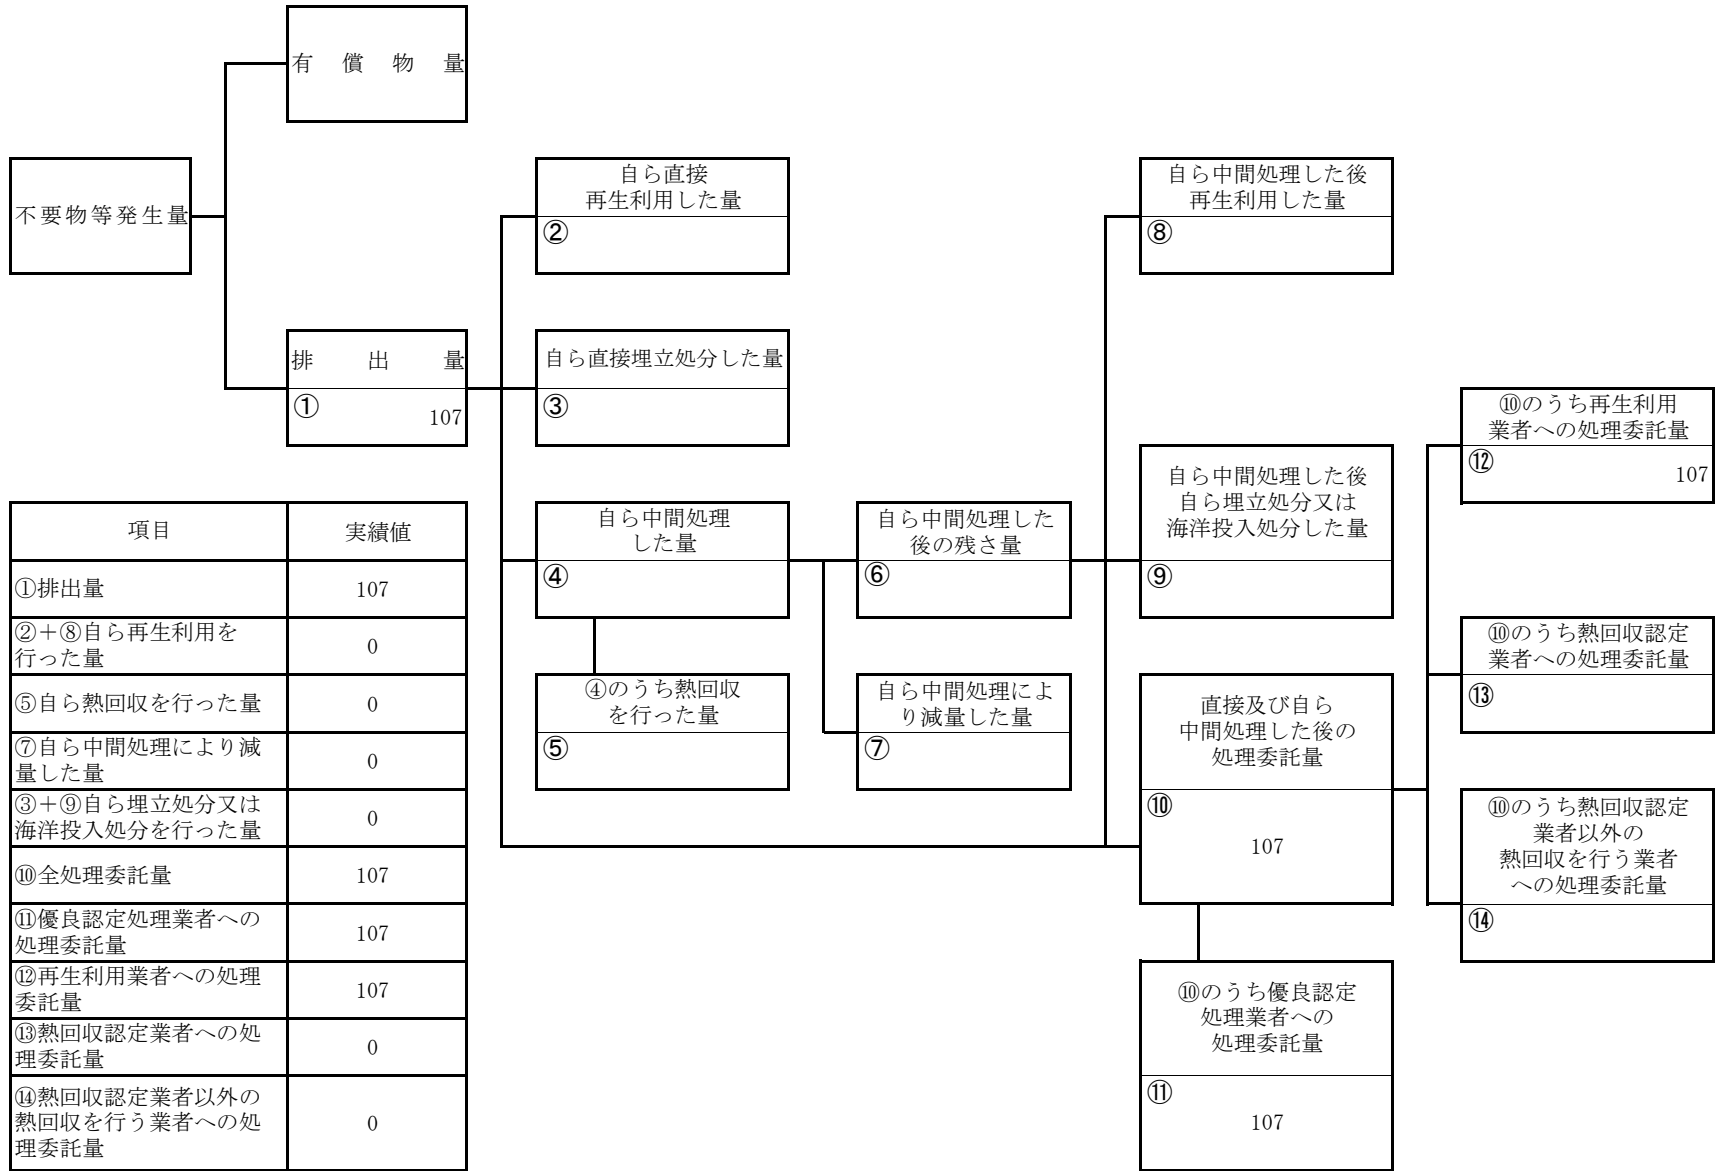 有償物量
不要物等発生量
排出量
①
107
自ら直接
再生利用した量
②
自ら直接埋立処分した量
③
自ら中間処理
した量
④
④のうち熱回収
を行った量
⑤
自ら中間処理した
後の残さ量
⑥
自ら中間処理によ
り減量した量
⑦
自ら中間処理した後
再生利用した量
⑧
自ら中間処理した後
自ら埋立処分又は
海洋投入処分した量
⑨
直接及び自ら
中間処理した後の
処理委託量
⑩
107
⑩のうち優良認定
処理業者への
処理委託量
⑪
107
⑩のうち再生利用
業者への処理委託量
⑫
107
⑩のうち熱回収認定
業者への処理委託量
⑬
⑩のうち熱回収認定
業者以外の
熱回収を行う業者
への処理委託量
⑭
項目 実績値
①排出量 107
②＋⑧自ら再生利用を
行った量
0
⑤自ら熱回収を行った量 0
⑦自ら中間処理により減
量した量
0
③＋⑨自ら埋立処分又は
海洋投入処分を行った量
0
⑩全処理委託量 107
⑪優良認定処理業者への
処理委託量
107
⑫再生利用業者への処理
委託量
107
⑬熱回収認定業者への処
理委託量
0
⑭熱回収認定業者以外の
熱回収を行う業者への処
理委託量
0